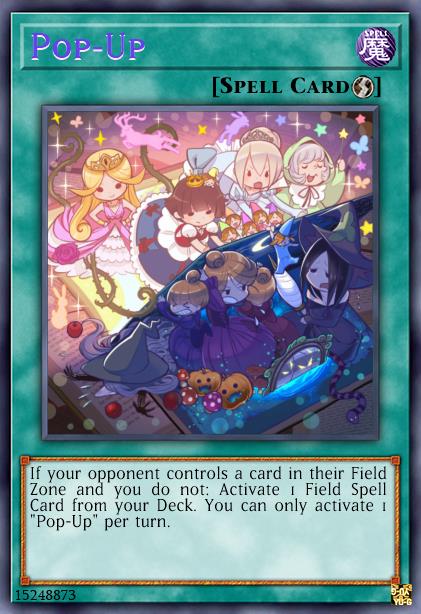 Pop-Up
SPELL
魔
[Spell Card]
If your opponent controls a card in their Field
Zone and you do not: Activate 1 Field Spell
Card from your Deck. You can only activate 1
"Pop-Up" per turn.
15248873